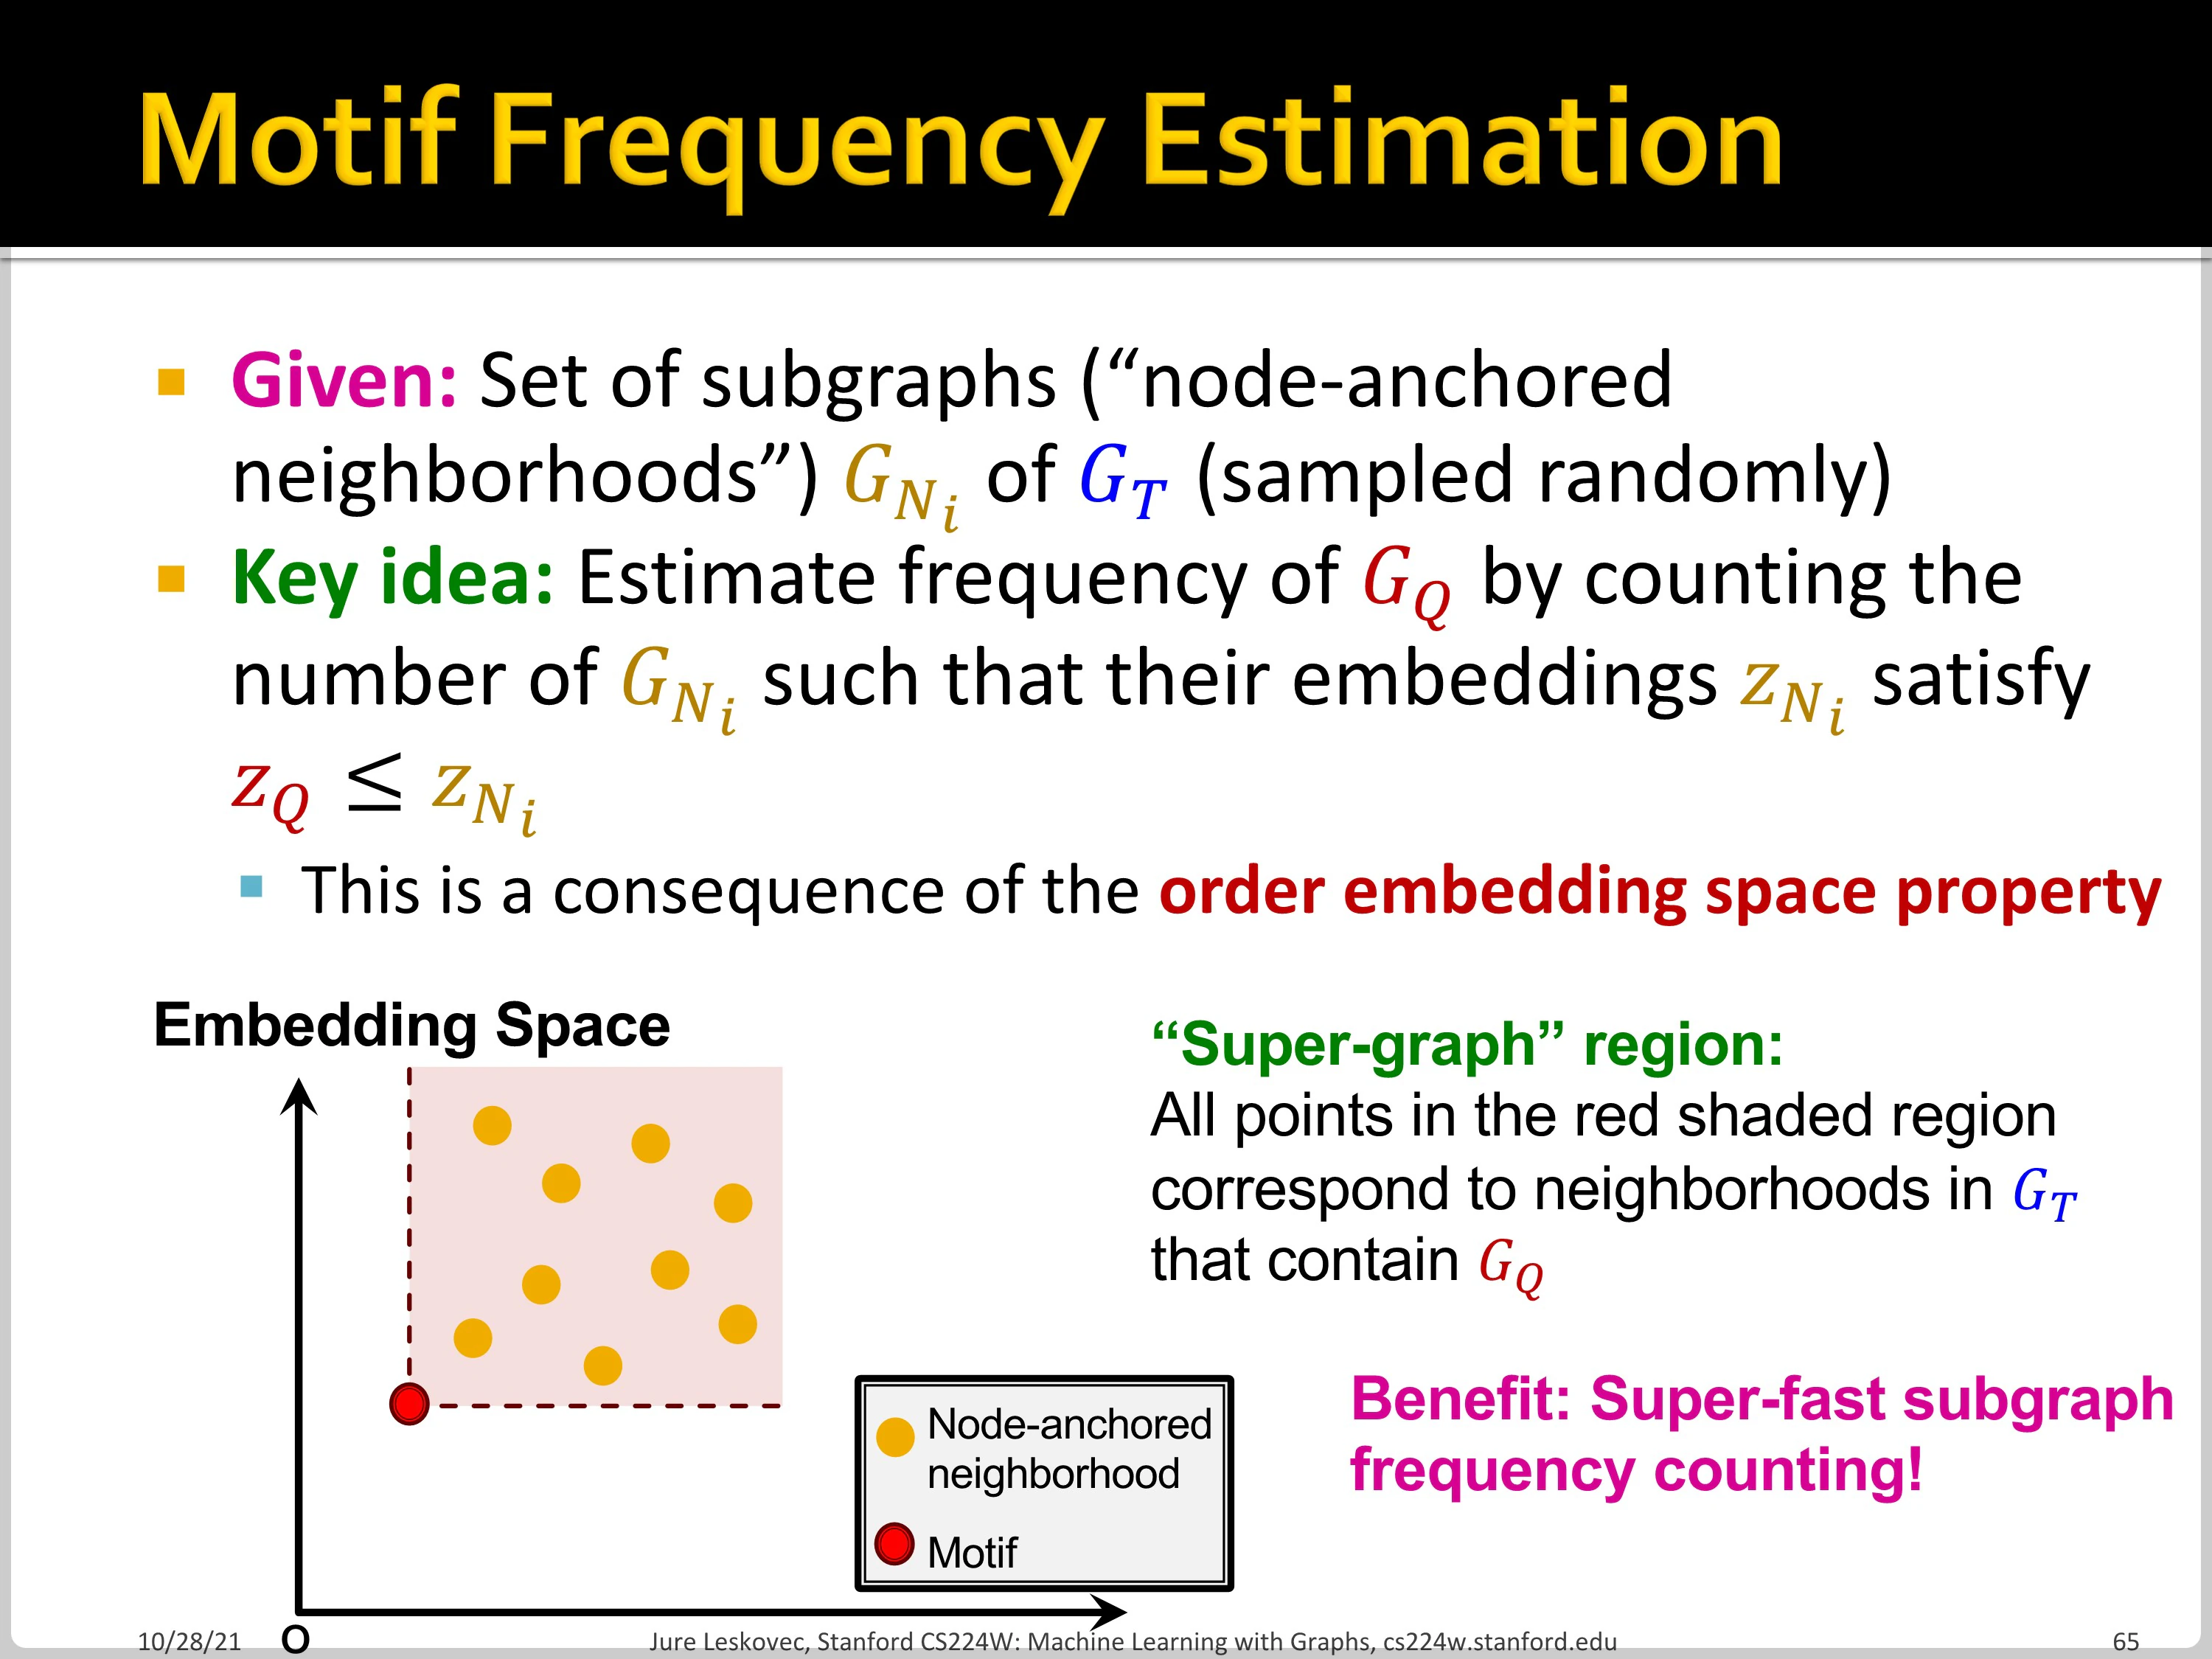 Motif Frequency Estimation
Given: Set of subgraphs (“node-anchored
neighborhoods”) G_{N_i} of G_T (sampled randomly)
Key idea: Estimate frequency of G_Q by counting the
number of G_{N_i} such that their embeddings z_{N_i} satisfy
z_Q ≤ z_{N_i}
This is a consequence of the order embedding space property
Embedding Space
O
Node-anchored
neighborhood
Motif
“Super-graph” region:
All points in the red shaded region
correspond to neighborhoods in G_T
that contain G_Q
Benefit: Super-fast subgraph
frequency counting!
10/28/21
Jure Leskovec, Stanford CS224W: Machine Learning with Graphs, cs224w.stanford.edu
65